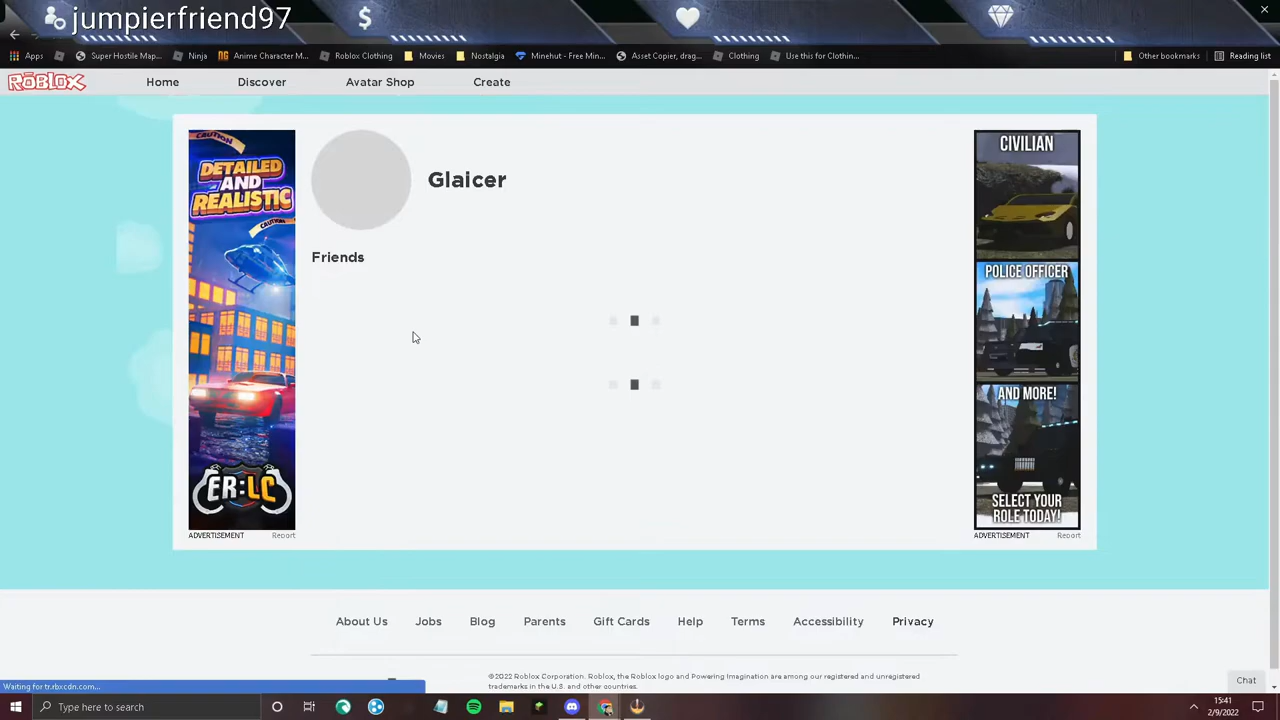 jumpierfriend97
Apps
Super Hostile Map...
Ninja
Anime Character M...
Roblox Clothing
Movies
Nostalgia
Minehut - Free Min...
Asset Copier, drag...
Clothing
Use this for Clothin...
Other bookmarks
Reading list
ROBLOX
Home
Discover
Avatar Shop
Create
CAUTION
DETAILED
AND
REALISTIC
CAUTION
ER:LC
ADVERTISEMENT
Report
Glaicer
Friends
CIVILIAN
POLICE OFFICER
AND MORE!
SELECT YOUR
ROLE TODAY!
ADVERTISEMENT
Report
About Us
Jobs
Blog
Parents
Gift Cards
Help
Terms
Accessibility
Privacy
©2022 Roblox Corporation. Roblox, the Roblox logo and Powering Imagination are among our registered and unregistered
trademarks in the U.S. and other countries.
Chat
Waiting for tr.rbxcdn.com...
Type here to search
15:41
2/9/2022